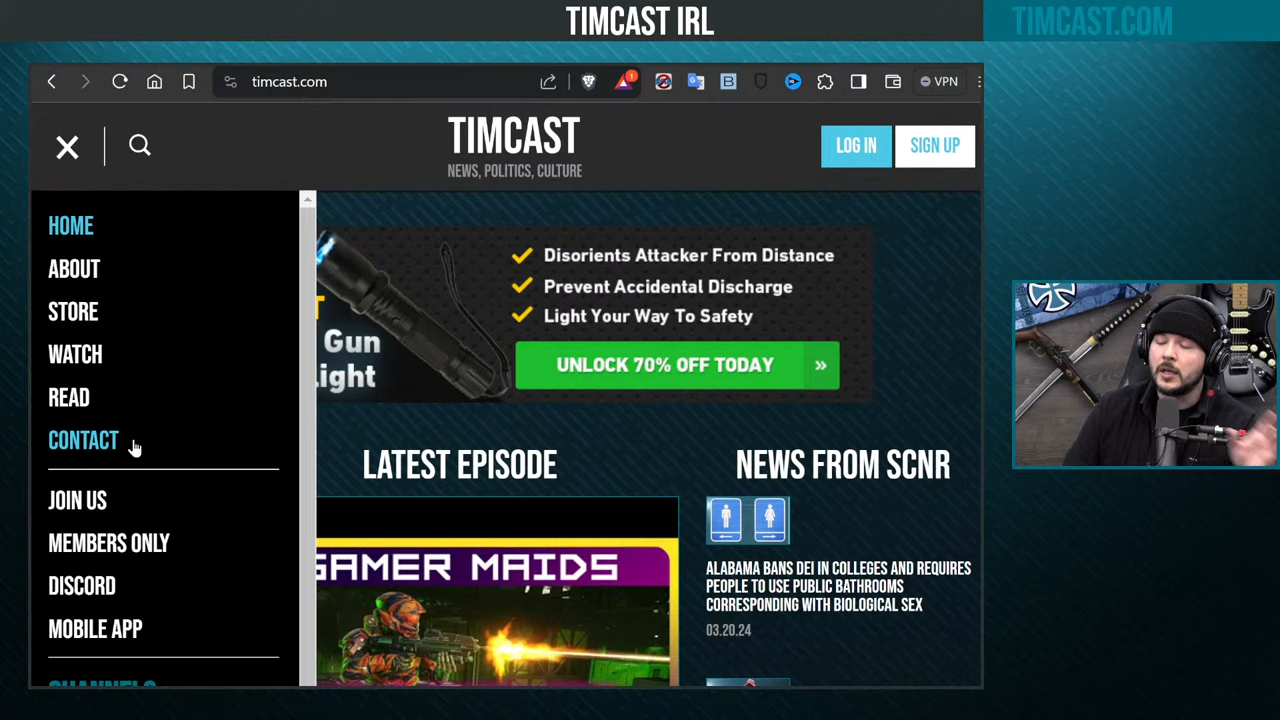 TIMCAST IRL
TIMCAST.COM
timcast.com
1
VPN
TIMCAST
NEWS, POLITICS, CULTURE
LOG IN
SIGN UP
HOME
ABOUT
STORE
WATCH
READ
CONTACT
JOIN US
MEMBERS ONLY
DISCORD
MOBILE APP
CHANNELS
Gun
Light
Disorients Attacker From Distance
Prevent Accidental Discharge
Light Your Way To Safety
UNLOCK 70% OFF TODAY
LATEST EPISODE
GAMER MAIDS
NEWS FROM SCNR
ALABAMA BANS DEI IN COLLEGES AND REQUIRES
PEOPLE TO USE PUBLIC BATHROOMS
CORRESPONDING WITH BIOLOGICAL SEX
03.20.24